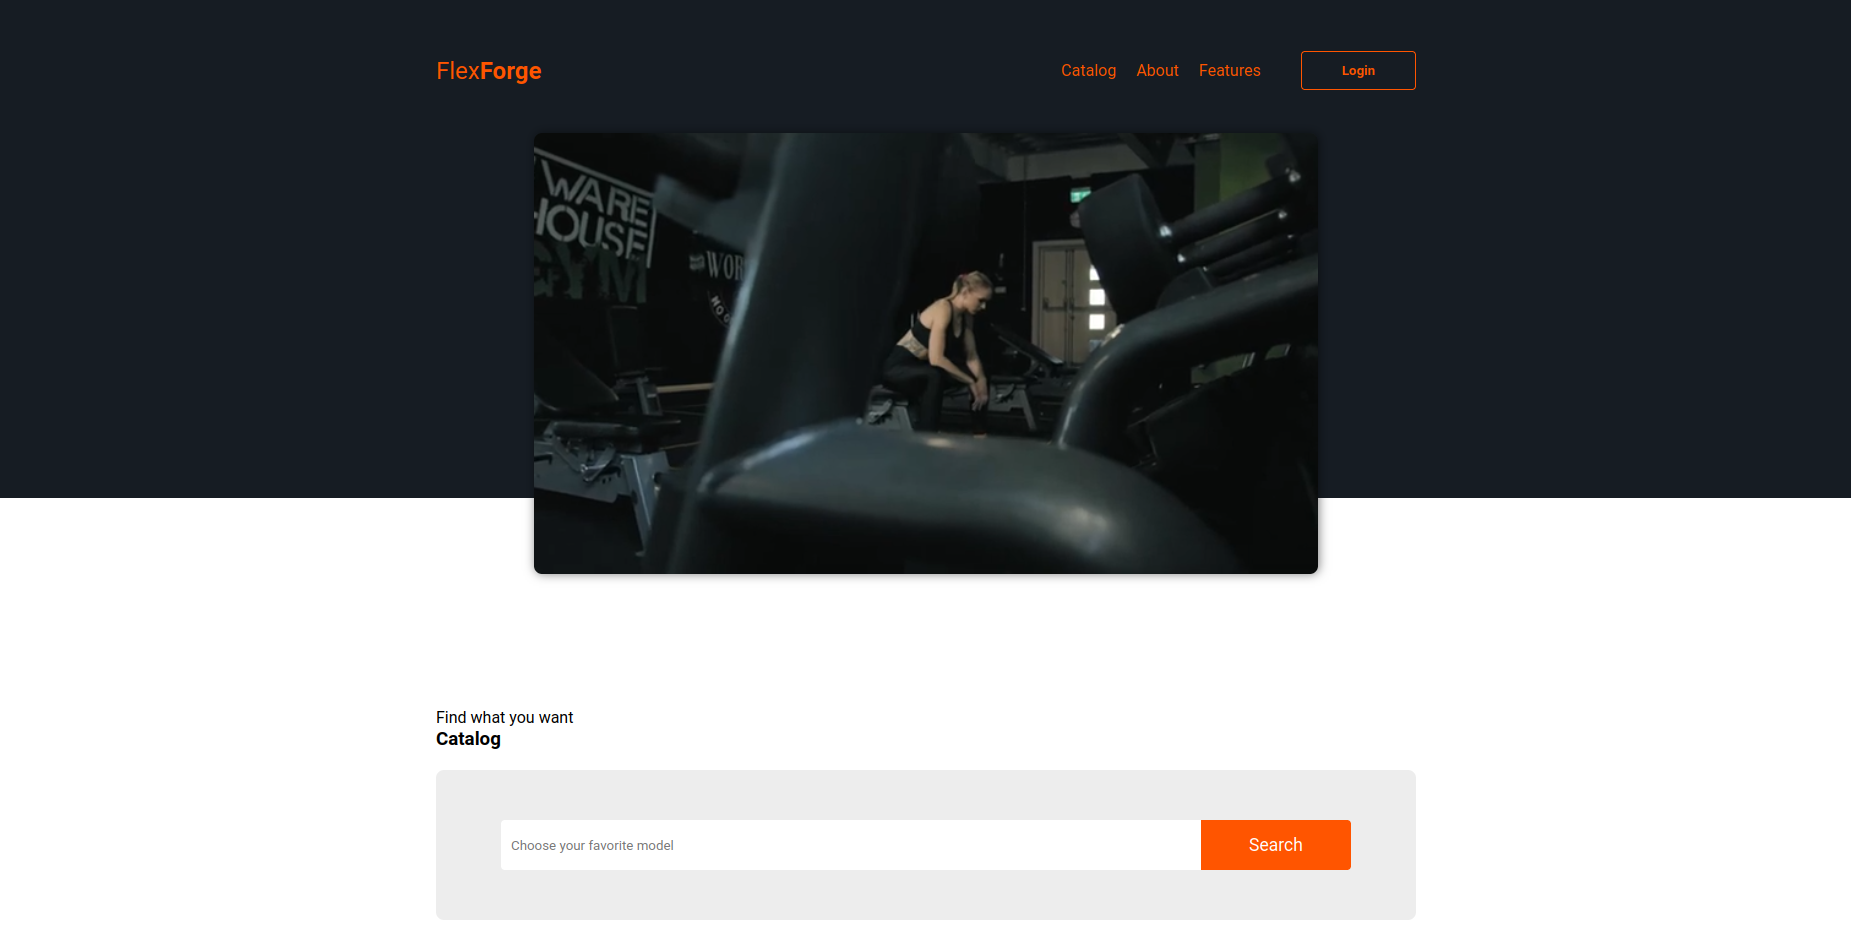 FlexForge
Catalog About Features Login
WARE
HOUSE
GYM
WOR
Find what you want
Catalog
Choose your favorite model
Search